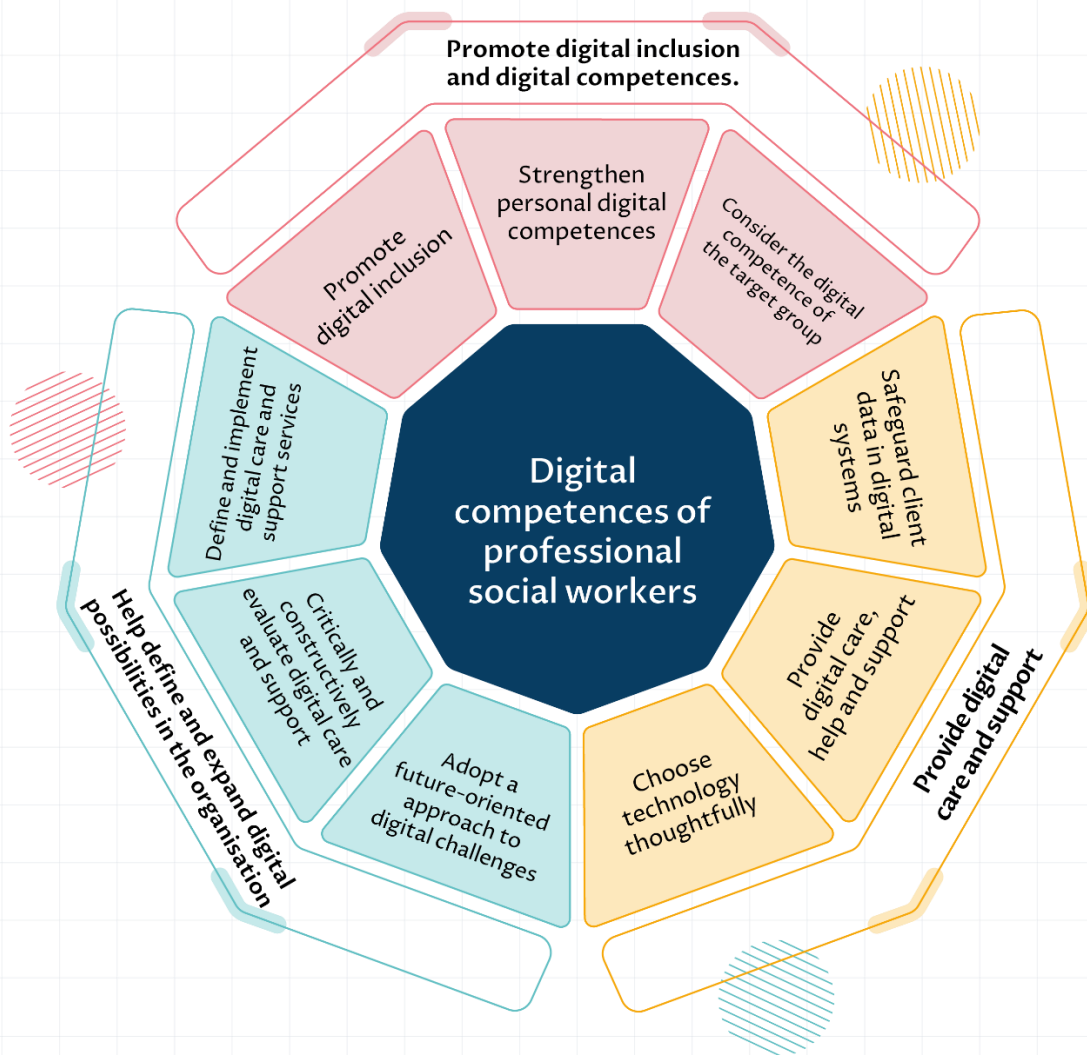 Promote digital inclusion
and digital competences.
Strengthen
personal digital
competences
Consider the digital
competence of
the target group
Safeguard client
data in digital
systems
Provide
digital care,
help and support
Provide digital
care and support
Choose
technology
thoughtfully
Adopt a
future-oriented
approach to
digital challenges
Critically and
constructively
evaluate digital care
and support
Help define and expand digital
possibilities in the organisation
Define and implement
digital care and
support services
Promote
digital inclusion
Digital
competences of
professional
social workers